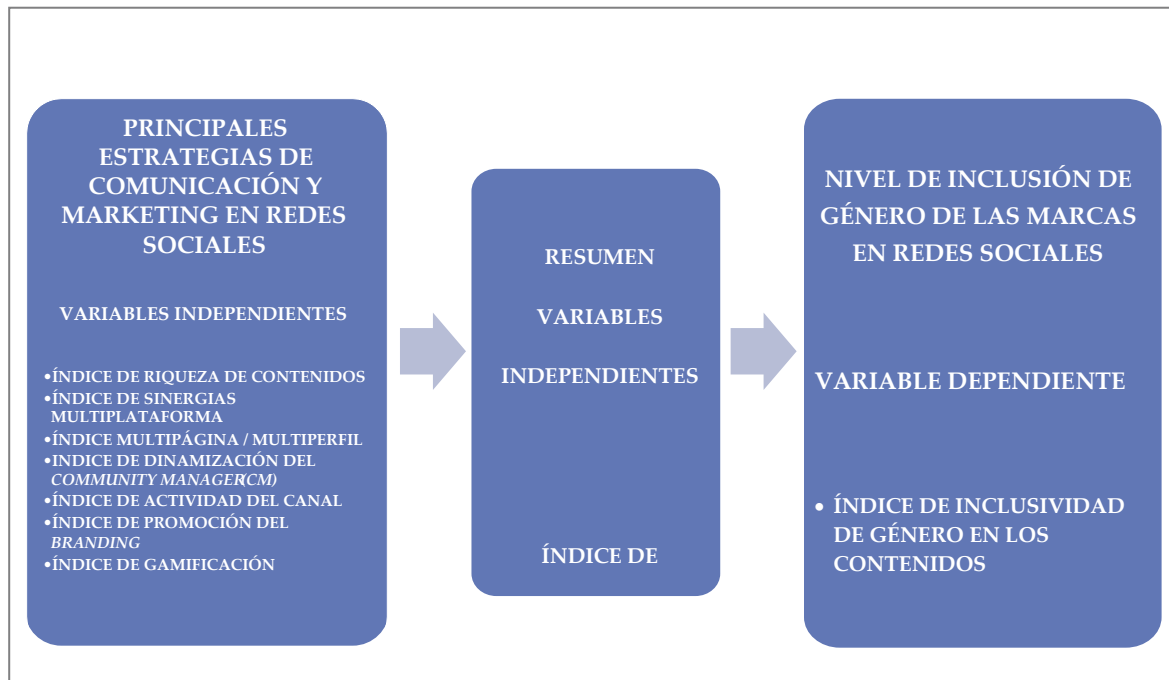 PRINCIPALES
ESTRATEGIAS DE
COMUNICACIÓN Y
MARKETING EN REDES
SOCIALES
VARIABLES INDEPENDIENTES
•ÍNDICE DE RIQUEZA DE CONTENIDOS
•ÍNDICE DE SINERGIAS
MULTIPLATAFORMA
•ÍNDICE MULTIPÁGINA / MULTIPERFIL
•INDICE DE DINAMIZACIÓN DEL
COMMUNITY MANAGER(CM)
•ÍNDICE DE ACTIVIDAD DEL CANAL
•ÍNDICE DE PROMOCIÓN DEL
BRANDING
•ÍNDICE DE GAMIFICACIÓN
RESUMEN
VARIABLES
INDEPENDIENTES
ÍNDICE DE
NIVEL DE INCLUSIÓN DE
GÉNERO DE LAS MARCAS
EN REDES SOCIALES
VARIABLE DEPENDIENTE
• ÍNDICE DE INCLUSIVIDAD
DE GÉNERO EN LOS
CONTENIDOS